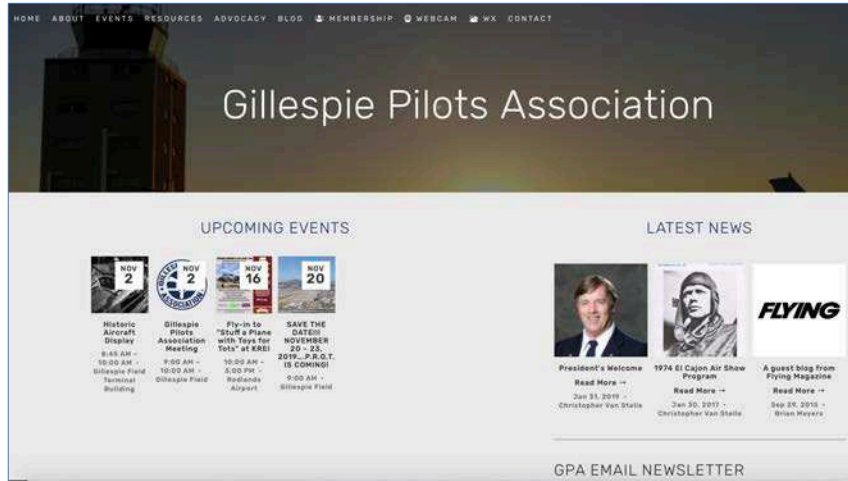 HOME ABOUT EVENTS RESOURCES ADVOCACY BLOG MEMBERSHIP WEBCAM WX CONTACT
Gillespie Pilots Association
UPCOMING EVENTS
NOV
2
Historic
Aircraft
Display
8:45 AM –
10:00 AM •
Gillespie Field
Terminal
Building
NOV
2
Gillespie
Pilots
Association
Meeting
9:00 AM –
10:00 AM •
Gillespie Field
NOV
16
Fly-in to
"Stuff a Plane
with Toys for
Tots" at KREI
10:00 AM –
3:00 PM •
Redlands
Airport
NOV
20
SAVE THE
DATE!!!
NOVEMBER
20 - 23,
2019....P.R.O.T.
IS COMING!
9:00 AM •
Gillespie Field
LATEST NEWS
President's Welcome
Read More →
Jan 31, 2019 •
Christopher Van Stelle
1974 El Cajon Air Show
Program
Read More →
Jan 30, 2017 •
Christopher Van Stelle
FLYING
A guest blog from
Flying Magazine
Read More →
Sep 29, 2015 •
Brian Meyers
GPA EMAIL NEWSLETTER